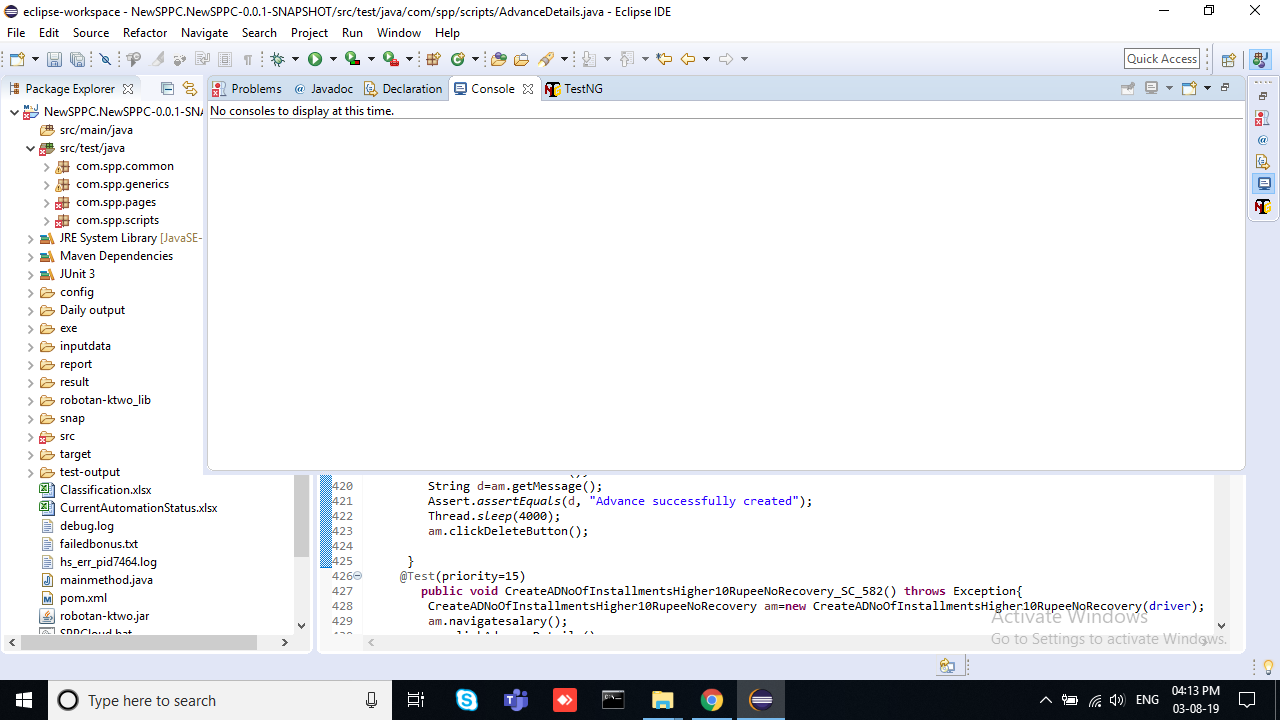 eclipse-workspace - NewSPPC.NewSPPC-0.0.1-SNAPSHOT/src/test/java/com/spp/scripts/AdvanceDetails.java - Eclipse IDE
File Edit Source Refactor Navigate Search Project Run Window Help
Quick Access
Package Explorer
Problems @ Javadoc Declaration Console TestNG
No consoles to display at this time.
NewSPPC.NewSPPC-0.0.1-SNA
src/main/java
src/test/java
com.spp.common
com.spp.generics
com.spp.pages
com.spp.scripts
JRE System Library [JavaSE-
Maven Dependencies
JUnit 3
config
Daily output
exe
inputdata
report
result
robotan-ktwo_lib
snap
src
target
test-output
Classification.xlsx
CurrentAutomationStatus.xlsx
debug.log
failedbonus.txt
hs_err_pid7464.log
mainmethod.java
pom.xml
robotan-ktwo.jar
SPPCloud.bat
420 String d=am.getMessage();
421 Assert.assertEquals(d, "Advance successfully created");
422 Thread.sleep(4000);
423 am.clickDeleteButton();
424
425 }
426 @Test(priority=15)
427 public void CreateADNoOfInstallmentsHigher10RupeeNoRecovery_SC_582() throws Exception{
428 CreateADNoOfInstallmentsHigher10RupeeNoRecovery am=new CreateADNoOfInstallmentsHigher10RupeeNoRecovery(driver);
429 am.navigatesalary();
Activate Windows
Go to Settings to activate Windows.
Type here to search
ENG
04:13 PM
03-08-19